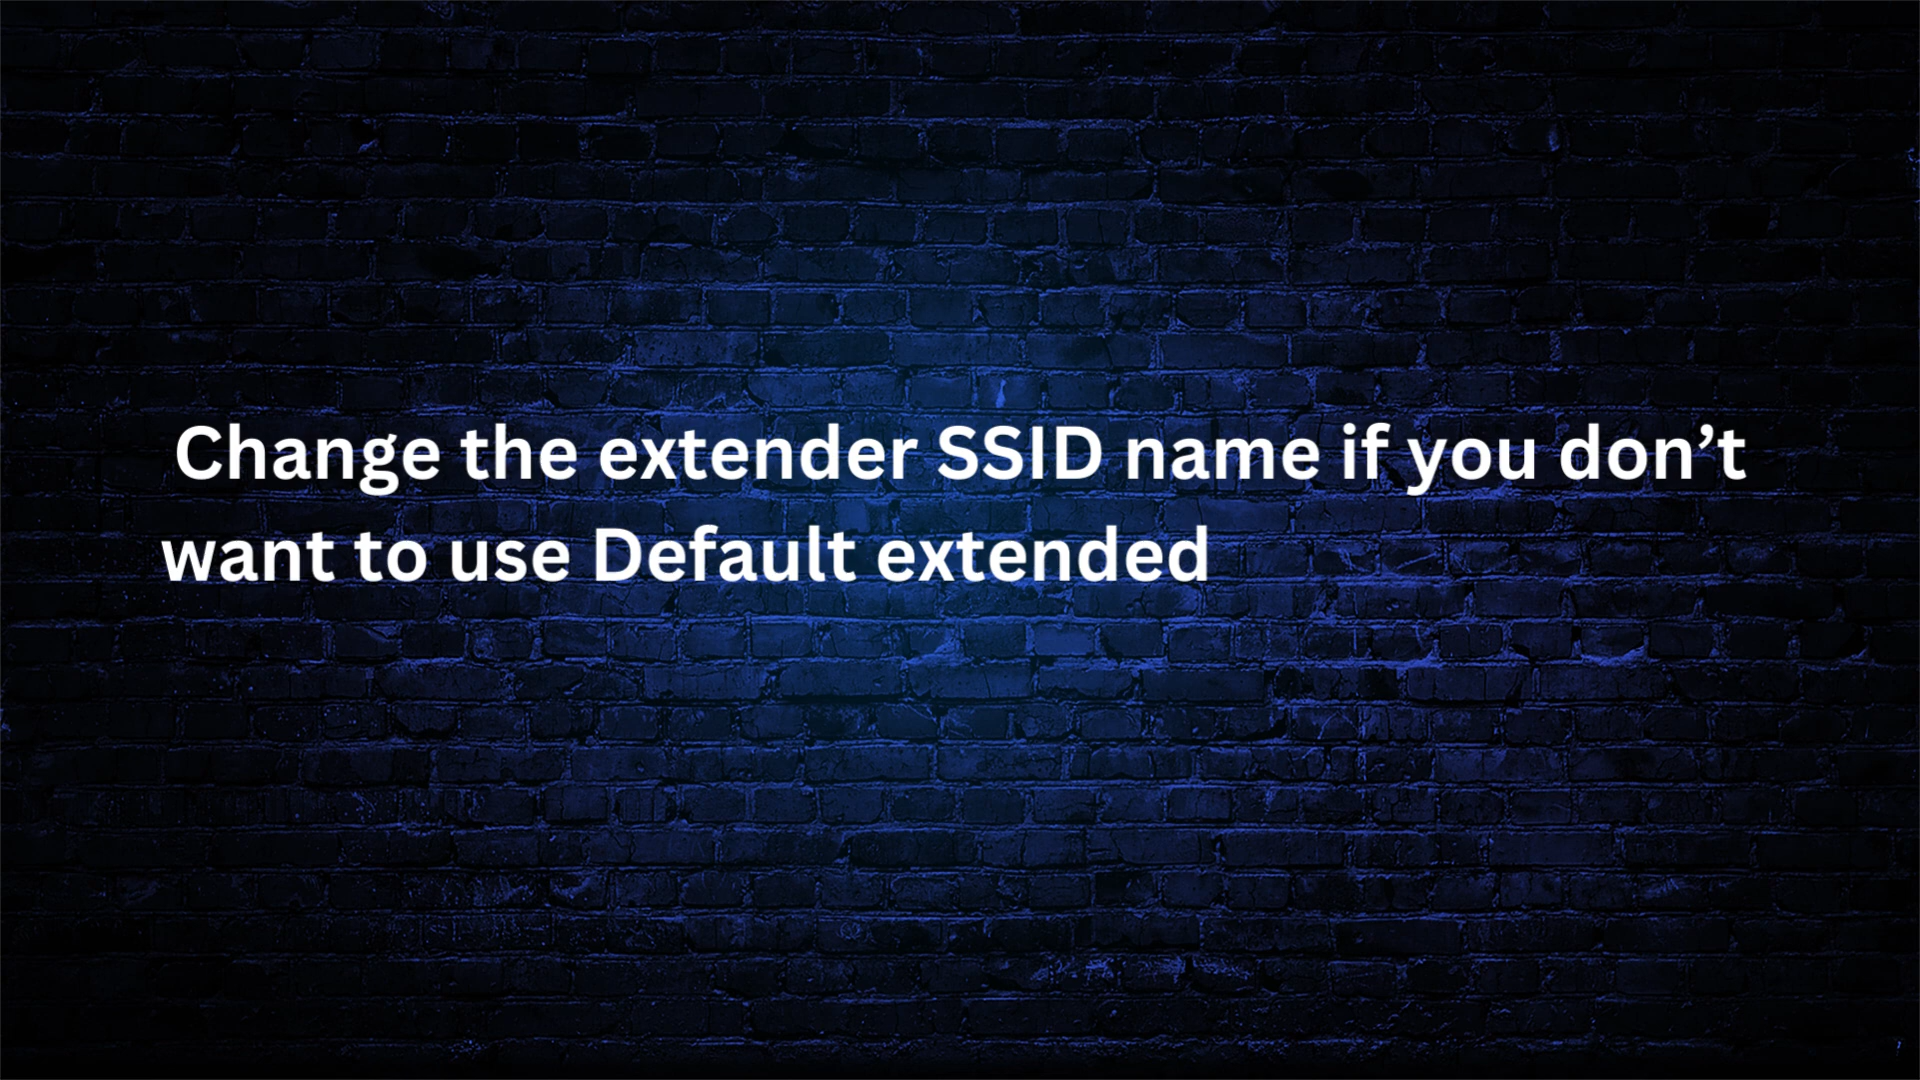 Change the extender SSID name if you don’t
want to use Default extended